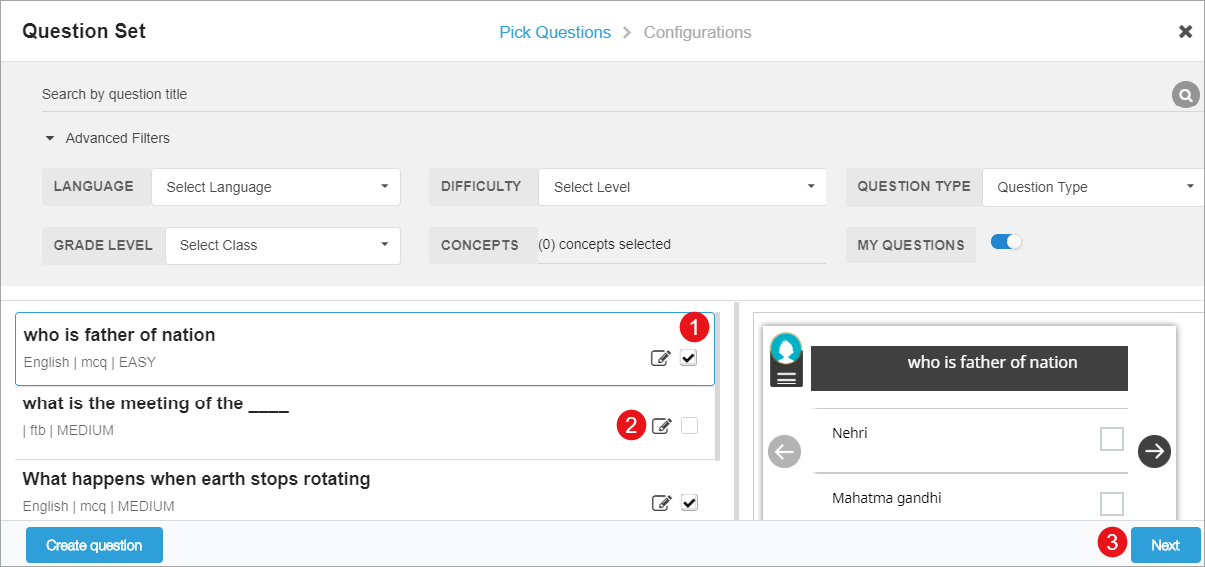 Question Set
Pick Questions > Configurations
Search by question title
Advanced Filters
LANGUAGE Select Language DIFFICULTY Select Level QUESTION TYPE Question Type
GRADE LEVEL Select Class CONCEPTS (0) concepts selected MY QUESTIONS
who is father of nation
English | mcq | EASY
1
what is the meeting of the ____
| ftb | MEDIUM
2
What happens when earth stops rotating
English | mcq | MEDIUM
who is father of nation
Nehri
Mahatma gandhi
Create question
3 Next